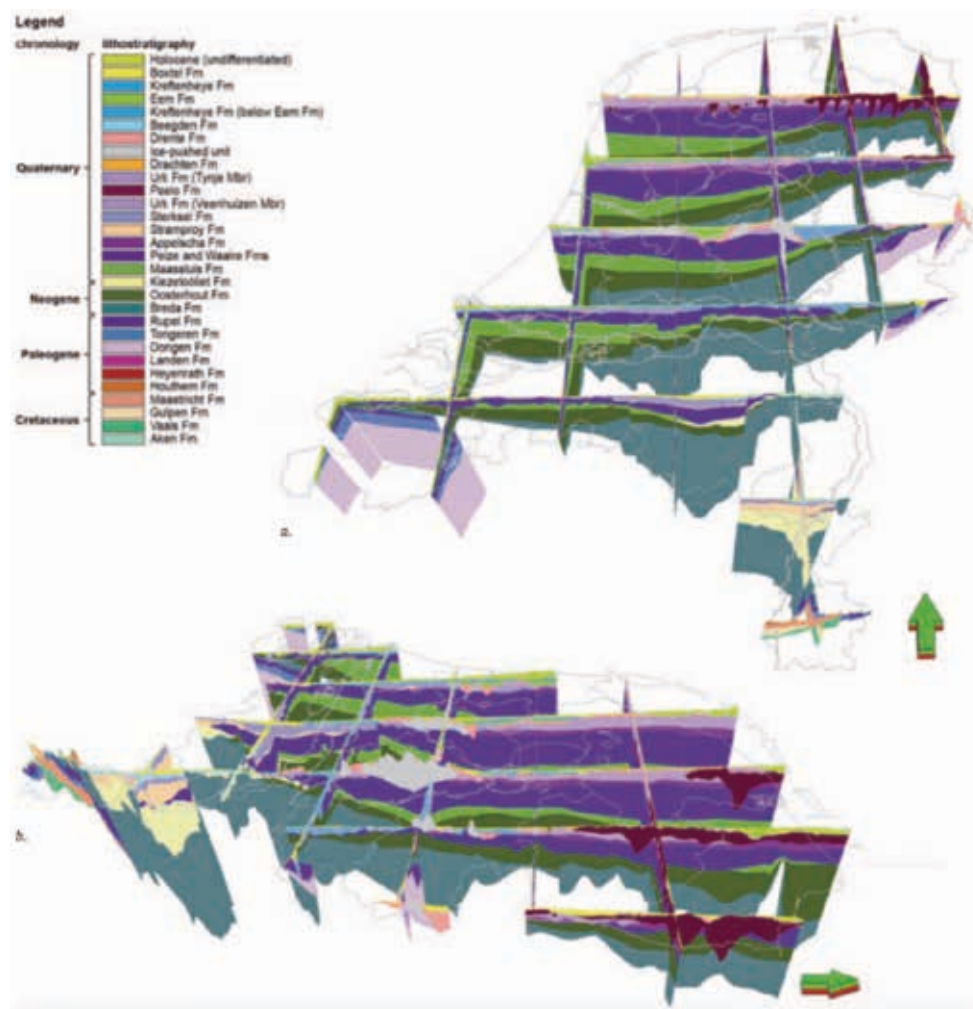 Legend
chronology lithostratigraphy
Holocene (undifferentiated)
Boxtel Fm
Kreftenheye Fm
Eem Fm
Kreftenheye Fm (below Eem Fm)
Beegden Fm
Drente Fm
Ice-pushed unit
Drachten Fm
Quaternary
Urk Fm (Tynje Mbr)
Peelo Fm
Urk Fm (Veenhuizen Mbr)
Sterksel Fm
Stramproy Fm
Appelscha Fm
Peize and Waalre Fms
Maassluis Fm
Kiezeloöliet Fm
Neogene
Oosterhout Fm
Breda Fm
Rupel Fm
Tongeren Fm
Paleogene
Dongen Fm
Landen Fm
Heyenrath Fm
Houthem Fm
Maastricht Fm
Cretaceous
Gulpen Fm
Vaals Fm
Aken Fm
a.
b.